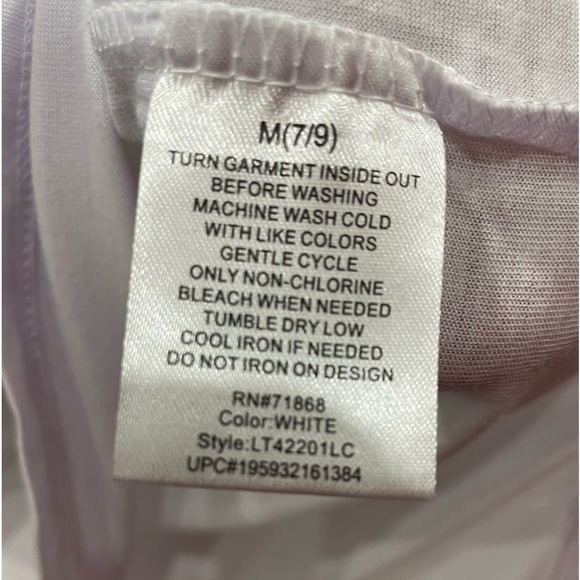 M(7/9)
TURN GARMENT INSIDE OUT
BEFORE WASHING
MACHINE WASH COLD
WITH LIKE COLORS
GENTLE CYCLE
ONLY NON-CHLORINE
BLEACH WHEN NEEDED
TUMBLE DRY LOW
COOL IRON IF NEEDED
DO NOT IRON ON DESIGN
RN#71868
Color:WHITE
Style:LT42201LC
UPC#195932161384